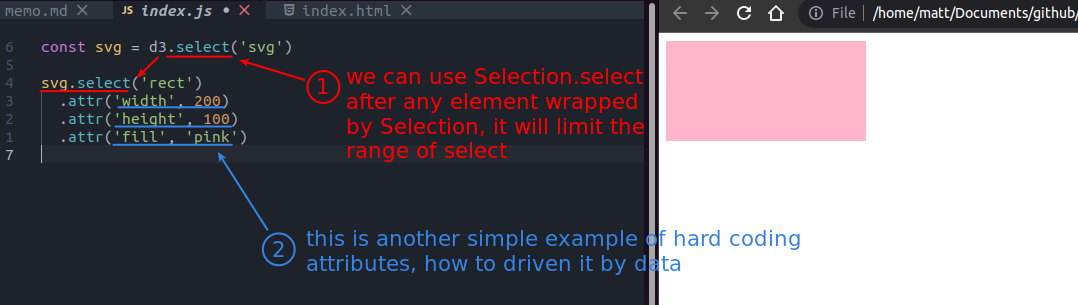 memo.md × JS index.js • × index.html ×
File /home/matt/Documents/github/
6 const svg = d3.select('svg')
5
4 svg.select('rect')
3 .attr('width', 200)
2 .attr('height', 100)
1 .attr('fill', 'pink')
7
1 we can use Selection.select
after any element wrapped
by Selection, it will limit the
range of select
2 this is another simple example of hard coding
attributes, how to driven it by data